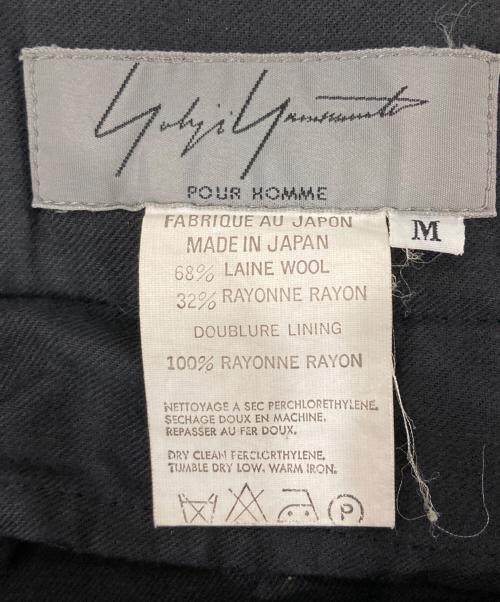 Yohji Yamamoto
POUR HOMME
M
FABRIQUE AU JAPON
MADE IN JAPAN
68% LAINE WOOL
32% RAYONNE RAYON
DOUBLURE LINING
100% RAYONNE RAYON
NETTOYAGE A SEC PERCHLORETHYLENE.
SECHAGE DOUX EN MACHINE.
REPASSER AU FER DOUX.
DRY CLEAN PERCLORTHYLENE.
TUMBLE DRY LOW. WARM IRON.
P